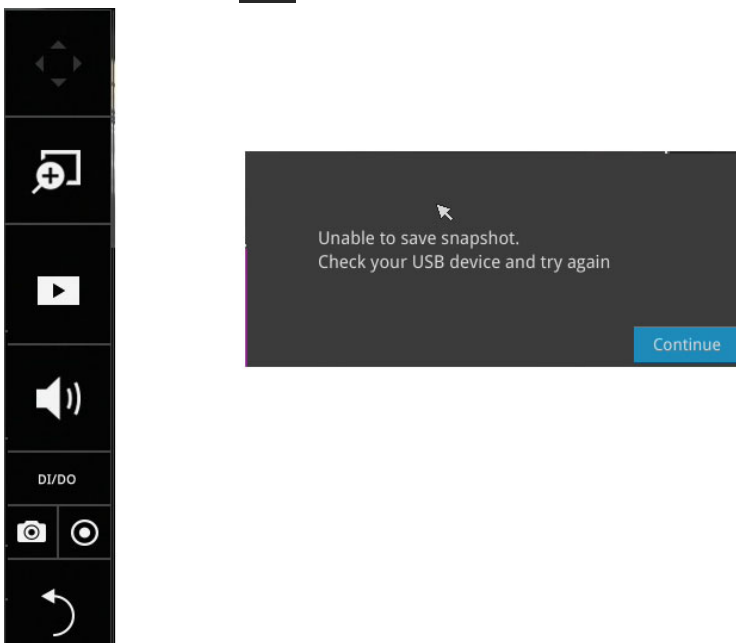 DI/DO
Unable to save snapshot.
Check your USB device and try again
Continue